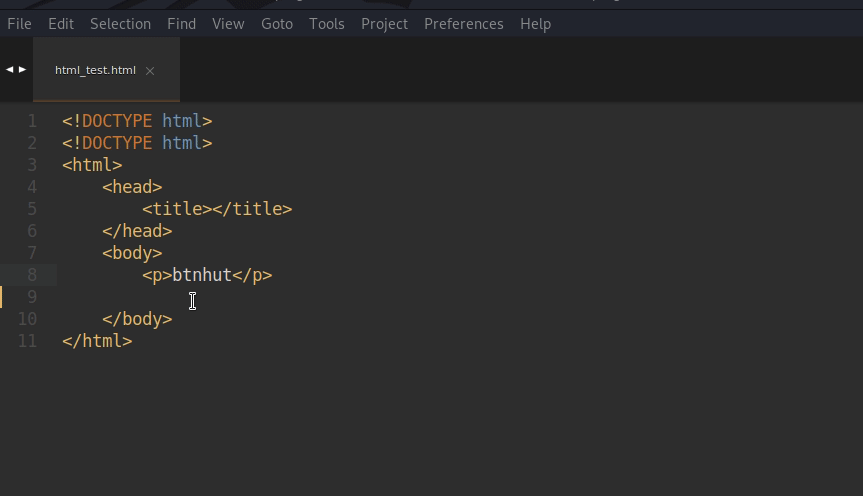 File Edit Selection Find View Goto Tools Project Preferences Help
html_test.html
1 <!DOCTYPE html>
2 <!DOCTYPE html>
3 <html>
4 <head>
5 <title></title>
6 </head>
7 <body>
8 <p>btnhut</p>
9
10 </body>
11 </html>